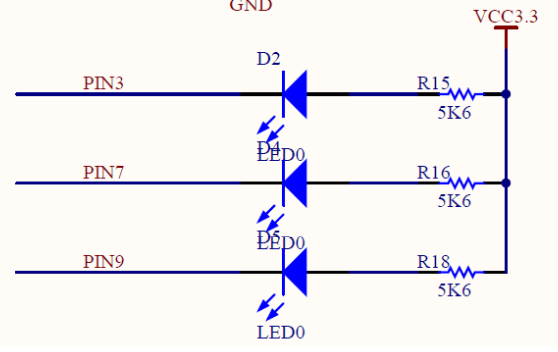 GND
VCC3.3
D2
PIN3
R15
5K6
LED0
D4
PIN7
R16
5K6
LED0
D5
PIN9
R18
5K6
LED0